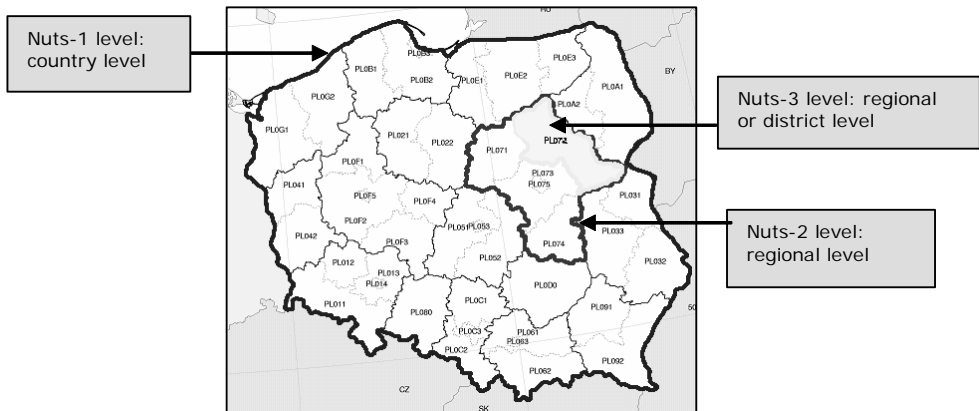 Nuts-1 level:
country level
RU
BY
PL0B3
PL0B1
PL0B2
PL0E1
PL0E2
PL0E3
PL0A2
PL0A1
PL0G2
PL0G1
PL021
PL022
PL071
PL072
Nuts-3 level: regional
or district level
PL0F1
PL041
PL0F5
PL0F4
PL0F2
PL0F3
PL042
PL073
PL075
PL031
PL033
PL032
PL051
PL053
PL052
PL074
Nuts-2 level:
regional level
PL012
PL013
PL014
PL011
PL080
PL0C1
PL0C3
PL0C2
PL0D0
PL061
PL063
PL062
PL091
PL092
50
CZ
SK